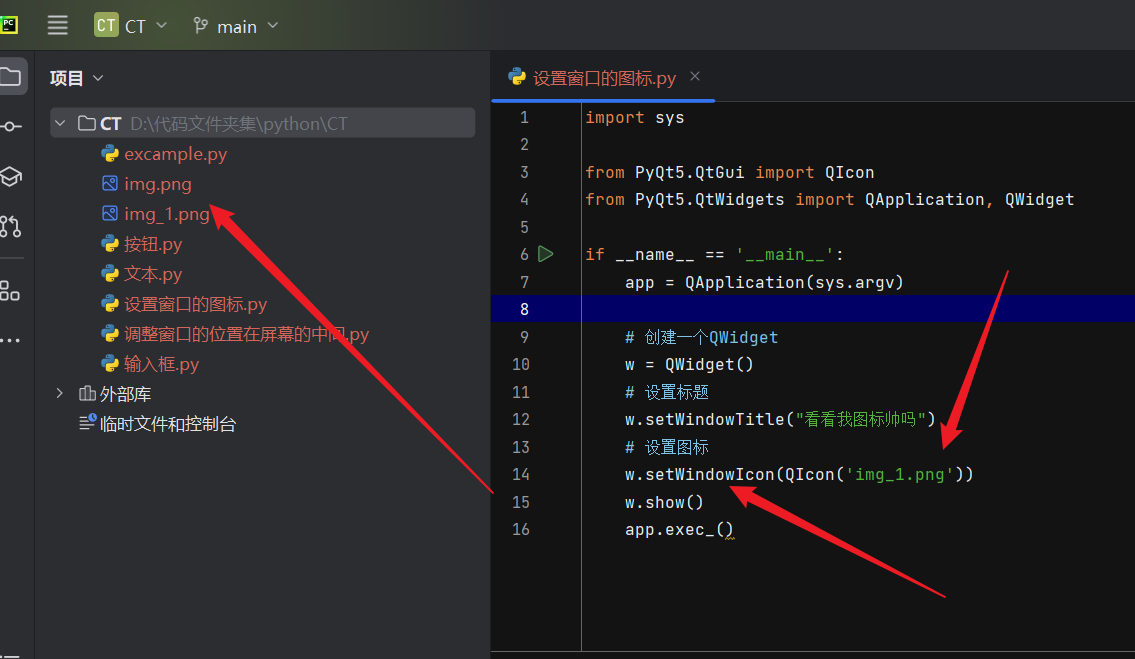 PC
CT CT main
项目
设置窗口的图标.py
CT D:\代码文件夹集\python\CT
excample.py
img.png
img_1.png
按钮.py
文本.py
设置窗口的图标.py
调整窗口的位置在屏幕的中间.py
输入框.py
外部库
临时文件和控制台
1 import sys
2
3 from PyQt5.QtGui import QIcon
4 from PyQt5.QtWidgets import QApplication, QWidget
5
6 if __name__ == '__main__':
7 app = QApplication(sys.argv)
8
9 # 创建一个QWidget
10 w = QWidget()
11 # 设置标题
12 w.setWindowTitle("看看我图标帅吗")
13 # 设置图标
14 w.setWindowIcon(QIcon('img_1.png'))
15 w.show()
16 app.exec_()